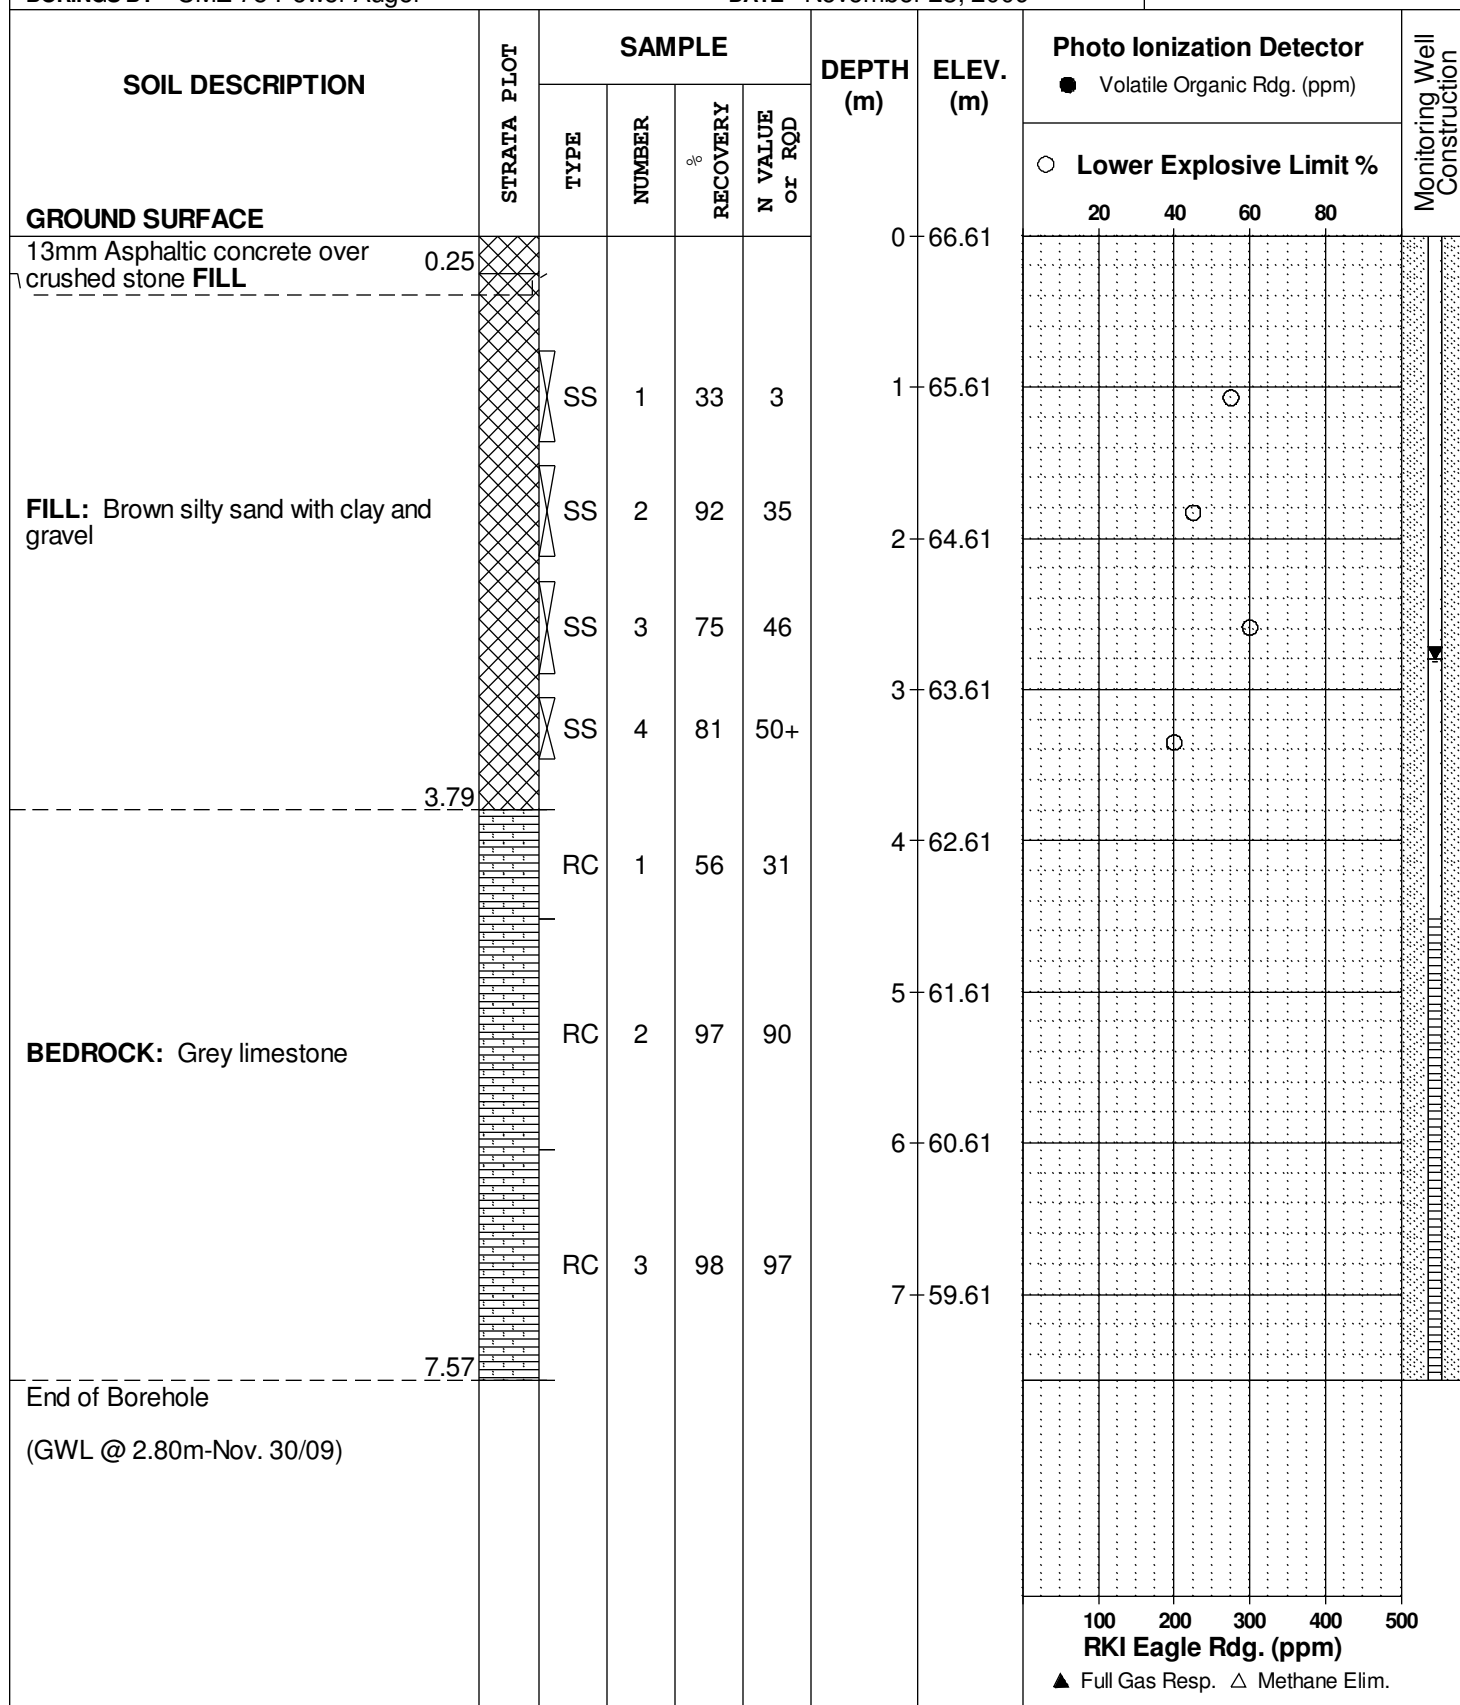 SOIL DESCRIPTION
GROUND SURFACE
STRATA PLOT
SAMPLE
TYPE
NUMBER
% RECOVERY
N VALUE or RQD
DEPTH (m)
ELEV. (m)
Photo Ionization Detector
● Volatile Organic Rdg. (ppm)
○ Lower Explosive Limit %
20 40 60 80
Monitoring Well Construction
13mm Asphaltic concrete over
crushed stone FILL
0.25
0 66.61
SS 1 33 3
1 65.61
FILL: Brown silty sand with clay and
gravel
SS 2 92 35
2 64.61
SS 3 75 46
3 63.61
SS 4 81 50+
3.79
4 62.61
RC 1 56 31
5 61.61
BEDROCK: Grey limestone
RC 2 97 90
6 60.61
RC 3 98 97
7 59.61
7.57
End of Borehole
(GWL @ 2.80m-Nov. 30/09)
100 200 300 400 500
RKI Eagle Rdg. (ppm)
▲ Full Gas Resp. △ Methane Elim.